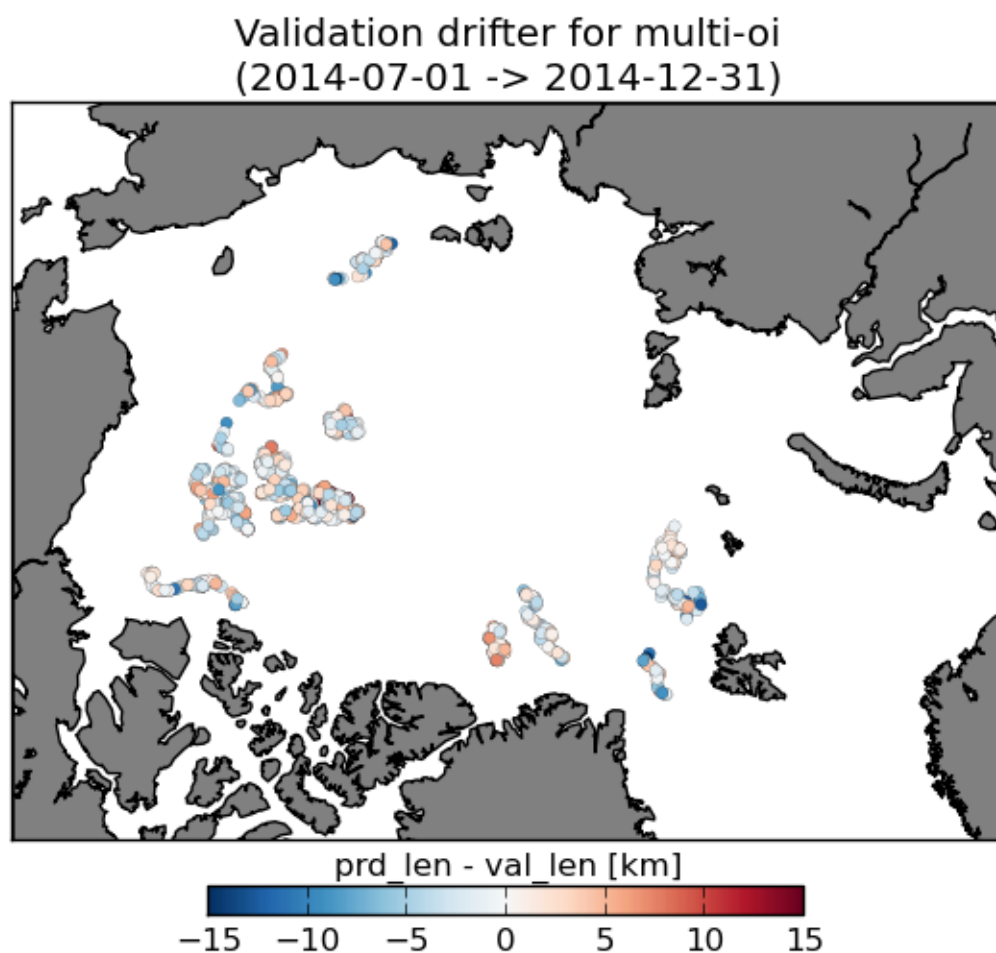 Validation drifter for multi-oi
(2014-07-01 -> 2014-12-31)
prd_len - val_len [km]
−15 −10 −5 0 5 10 15